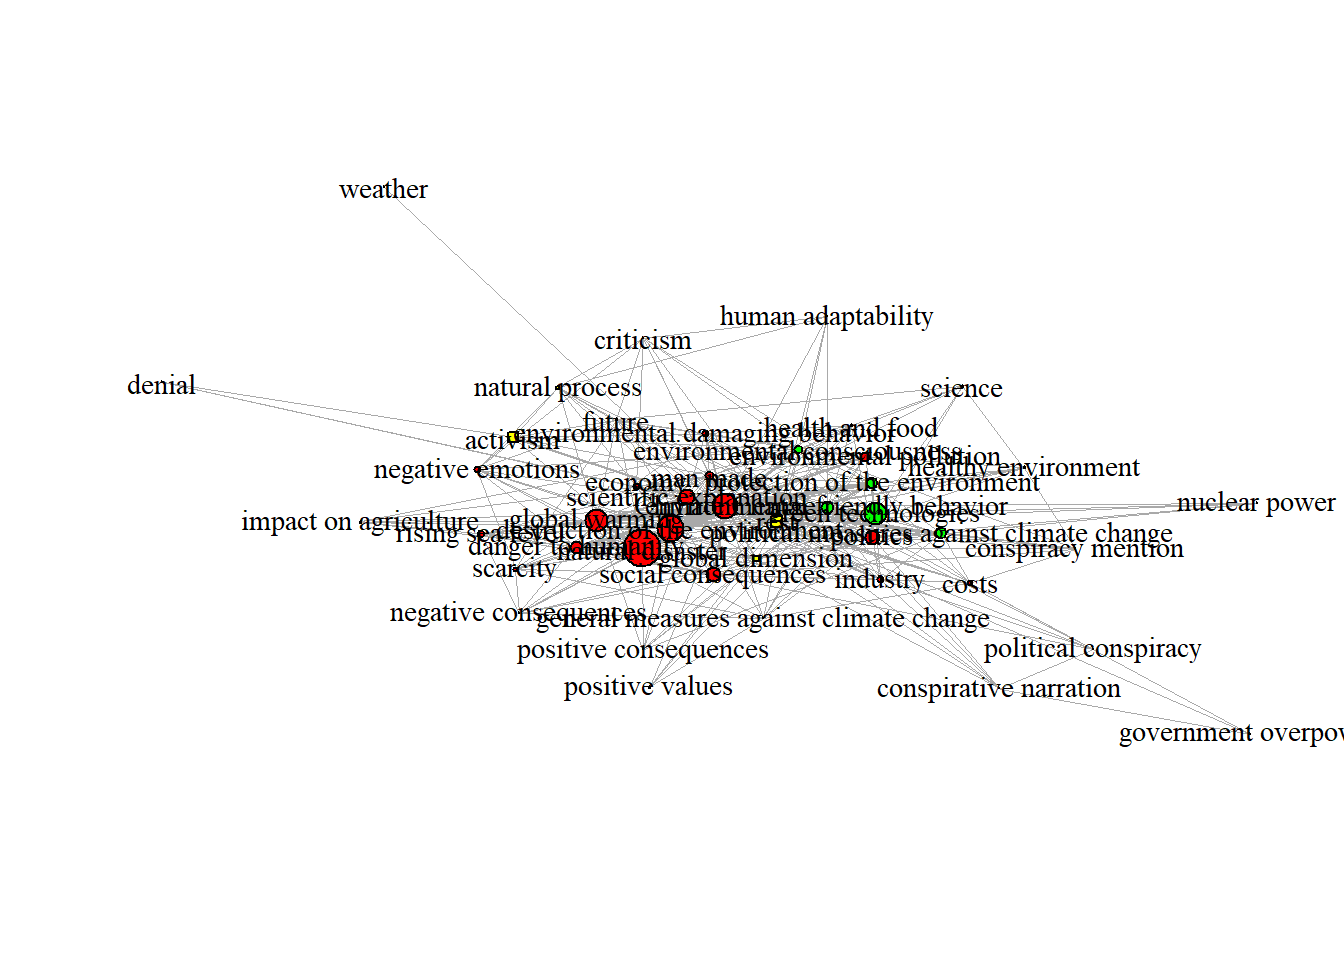 weather
human adaptability
criticism
denial
natural process
science
future
health and food
environmental damaging behavior
activism
environmental consciousness
environmental pollution
negative emotions
healthy environment
man made
economy
protection of the environment
scientific explanation
nuclear power
environmental friendly behavior
green technologies
impact on agriculture
global warming
rising sea level
destruction of the environment
political measures against climate change
politics
danger to humanity
natural disaster
conspiracy mention
global dimension
scarcity
social consequences
industry
costs
negative consequences
general measures against climate change
positive consequences
political conspiracy
positive values
conspirative narration
government overpow